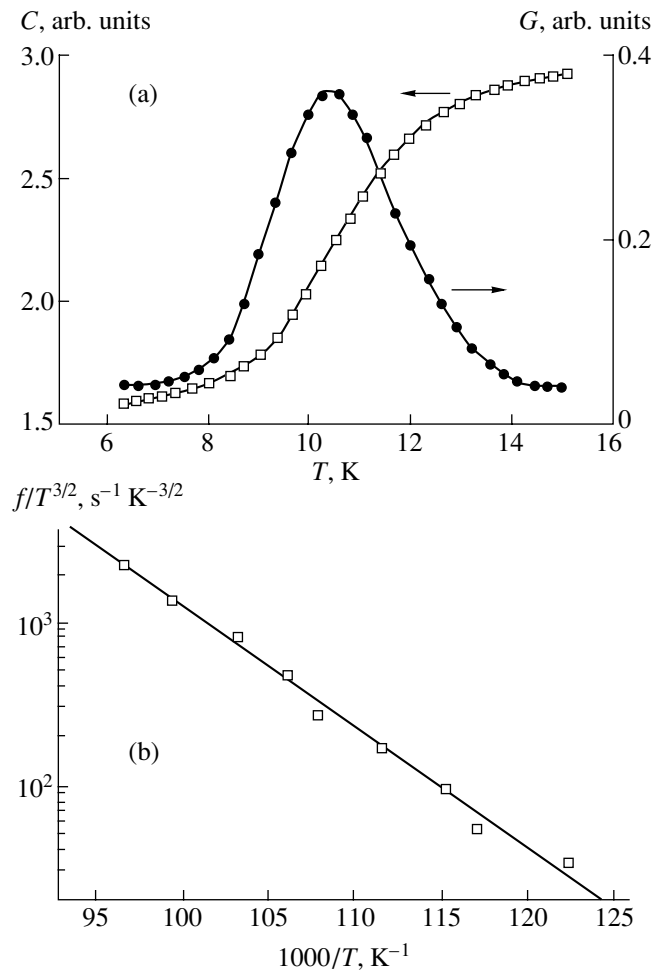 C, arb. units
G, arb. units
3.0
0.4
(a)
2.5
0.2
2.0
1.5
0
6 8 10 12 14 16
T, K
f/T^{3/2}, s^{–1} K^{–3/2}
10^3
(b)
10^2
95 100 105 110 115 120 125
1000/T, K^{–1}